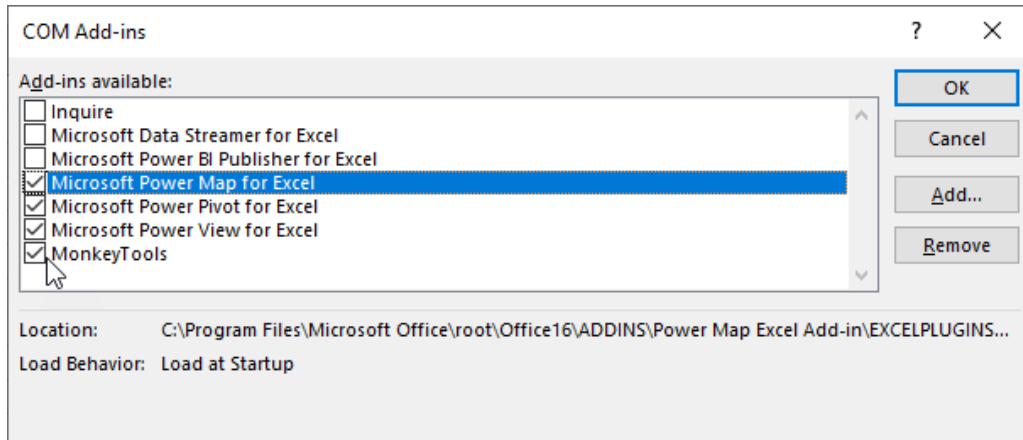 COM Add-ins
?
Add-ins available:
Inquire
Microsoft Data Streamer for Excel
Microsoft Power BI Publisher for Excel
Microsoft Power Map for Excel
Microsoft Power Pivot for Excel
Microsoft Power View for Excel
MonkeyTools
OK
Cancel
Add...
Remove
Location: C:\Program Files\Microsoft Office\root\Office16\ADDINS\Power Map Excel Add-in\EXCELPLUGINS...
Load Behavior: Load at Startup